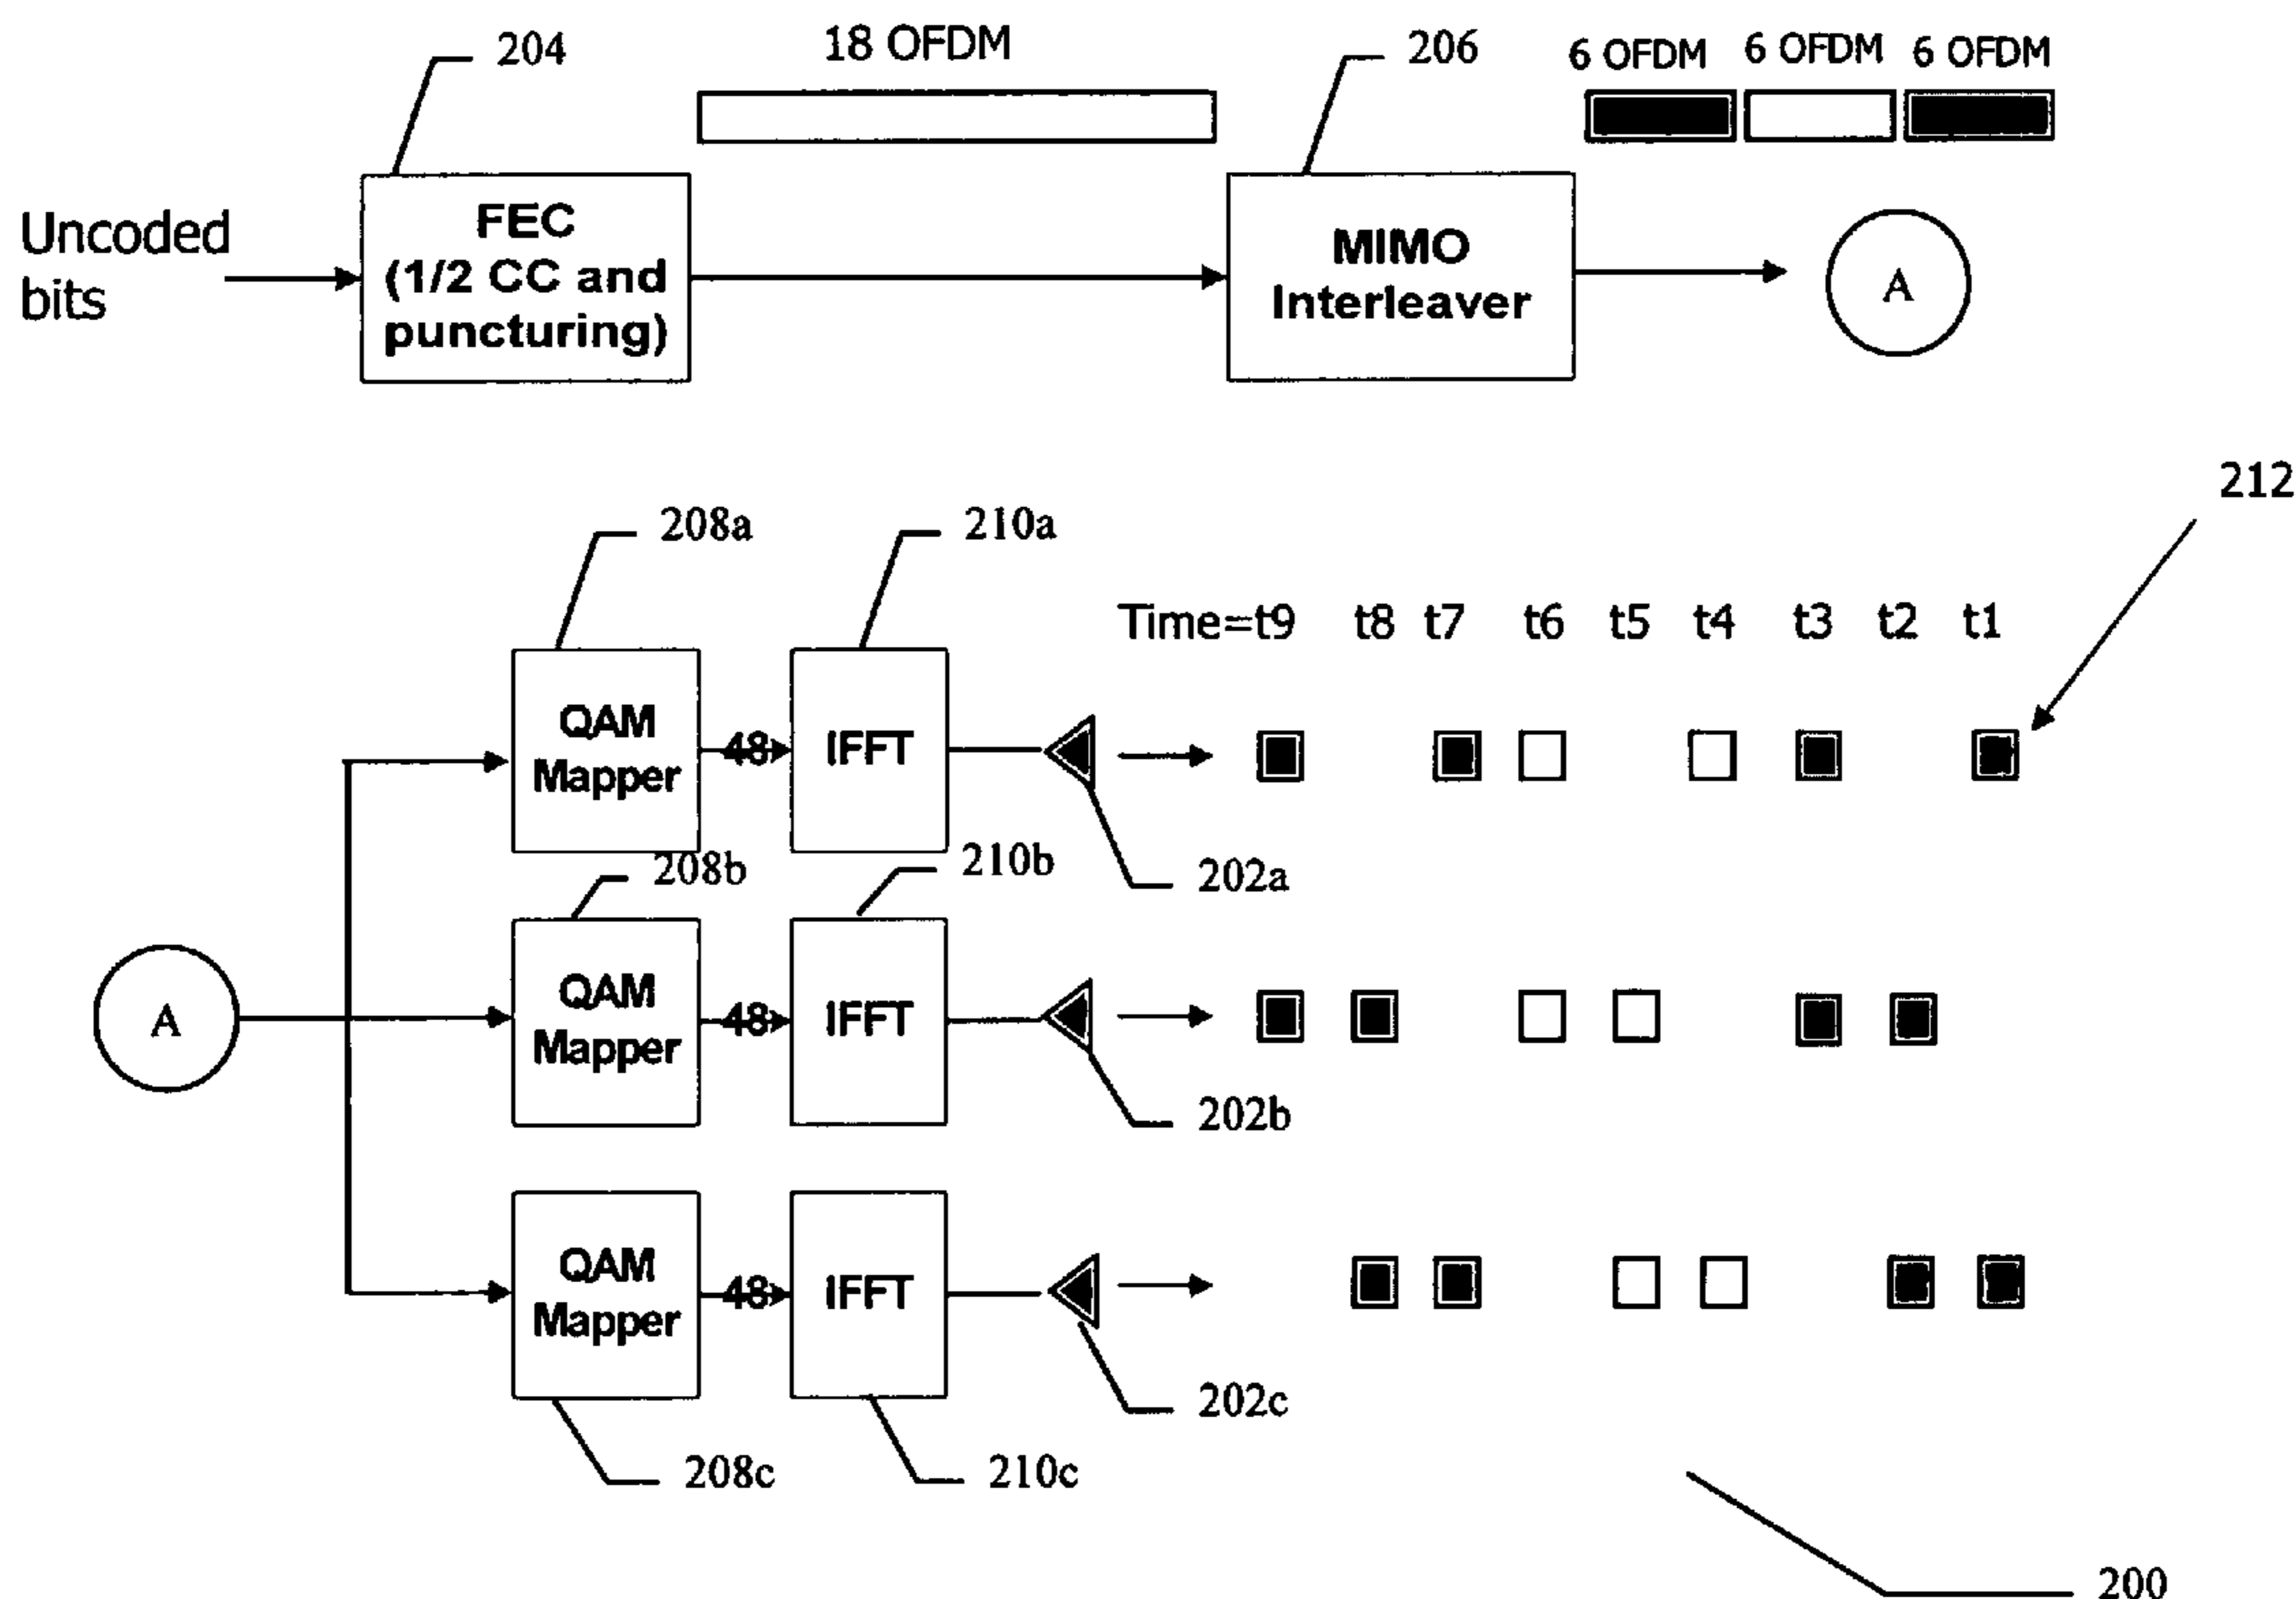 204
18 OFDM
206
6 OFDM
6 OFDM
6 OFDM
Uncoded
bits
FEC
(1/2 CC and
puncturing)
MIMO
Interleaver
A
212
208a
210a
Time=t9 t8 t7 t6 t5 t4 t3 t2 t1
QAM
Mapper
48
IFFT
202a
208b
210b
A
QAM
Mapper
48
IFFT
202b
QAM
Mapper
48
IFFT
202c
208c
210c
200